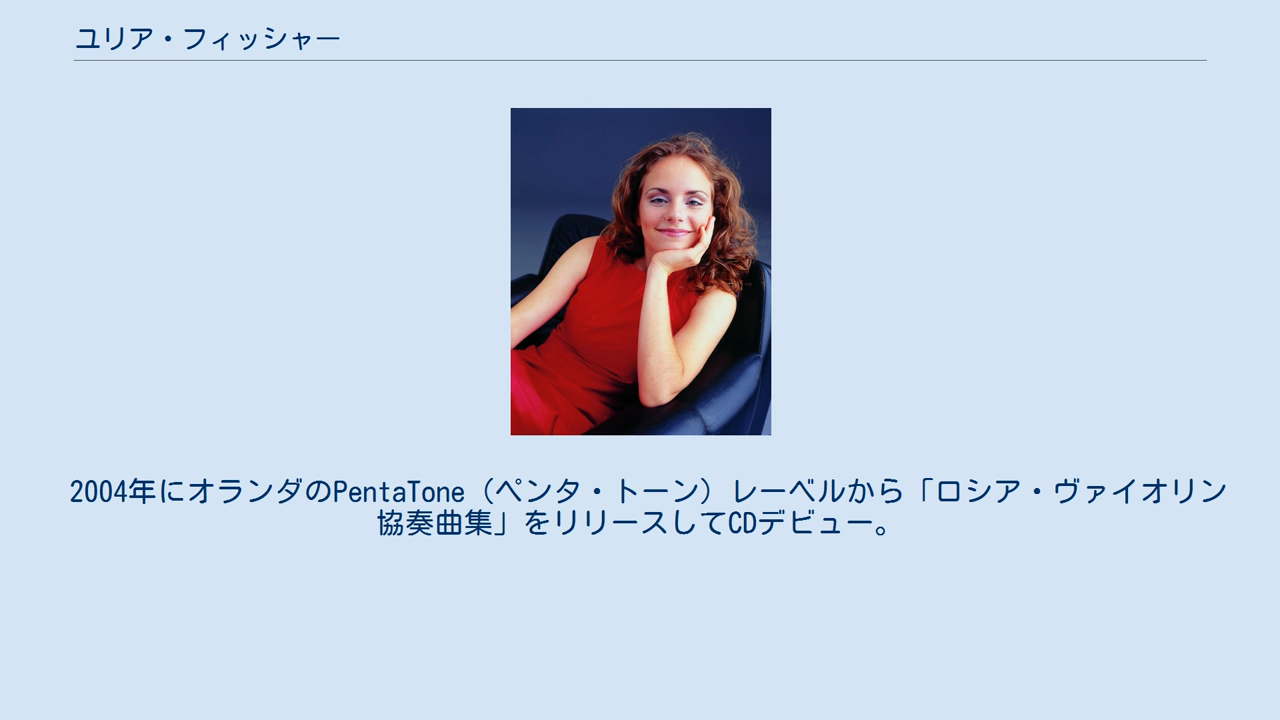 ユリア・フィッシャー
2004年にオランダのPentaTone（ペンタ・トーン）レーベルから「ロシア・ヴァイオリン
協奏曲集」をリリースしてCDデビュー。